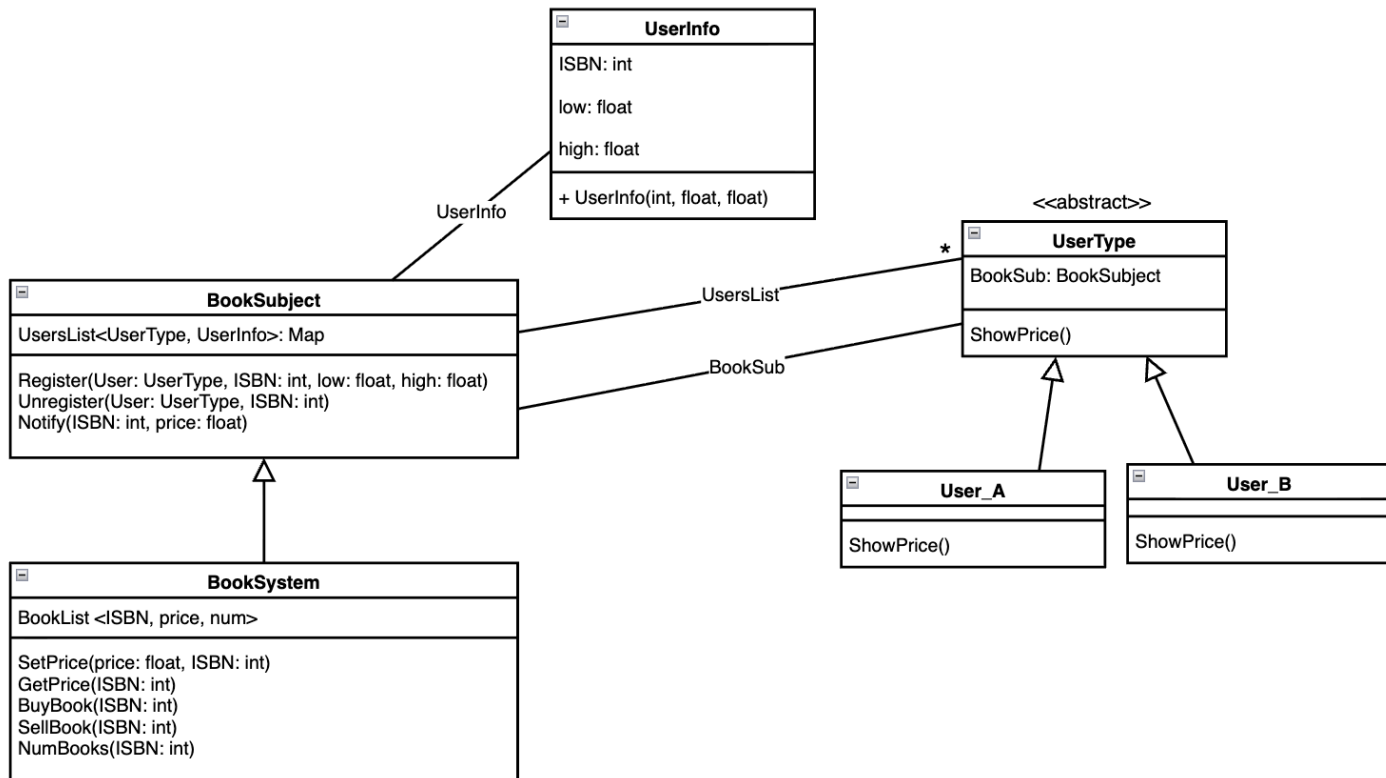 UserInfo
ISBN: int
low: float
high: float
+ UserInfo(int, float, float)
UserInfo
<<abstract>>
UserType
BookSub: BookSubject
ShowPrice()
*
UsersList
BookSub
BookSubject
UsersList<UserType, UserInfo>: Map
Register(User: UserType, ISBN: int, low: float, high: float)
Unregister(User: UserType, ISBN: int)
Notify(ISBN: int, price: float)
User_A
ShowPrice()
User_B
ShowPrice()
BookSystem
BookList <ISBN, price, num>
SetPrice(price: float, ISBN: int)
GetPrice(ISBN: int)
BuyBook(ISBN: int)
SellBook(ISBN: int)
NumBooks(ISBN: int)